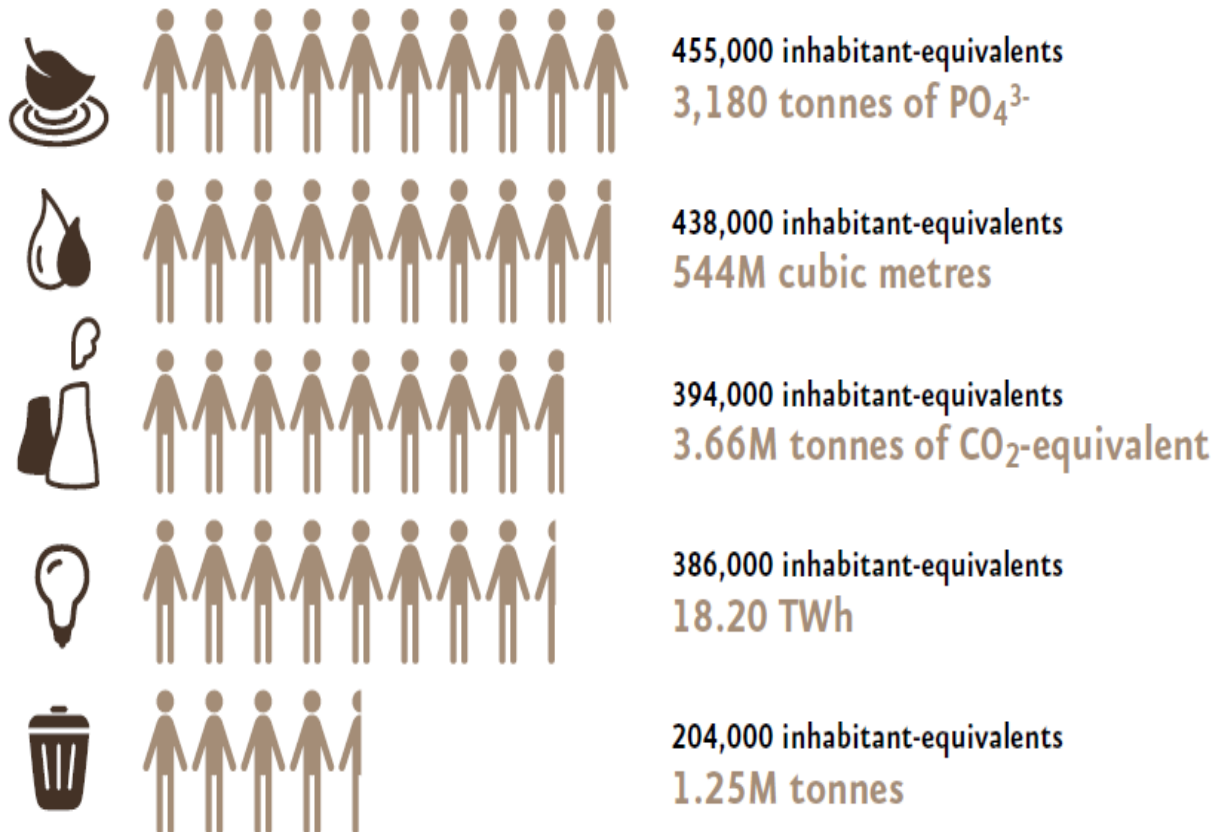 455,000 inhabitant-equivalents
3,180 tonnes of PO₄³⁻
438,000 inhabitant-equivalents
544M cubic metres
394,000 inhabitant-equivalents
3.66M tonnes of CO₂-equivalent
386,000 inhabitant-equivalents
18.20 TWh
204,000 inhabitant-equivalents
1.25M tonnes